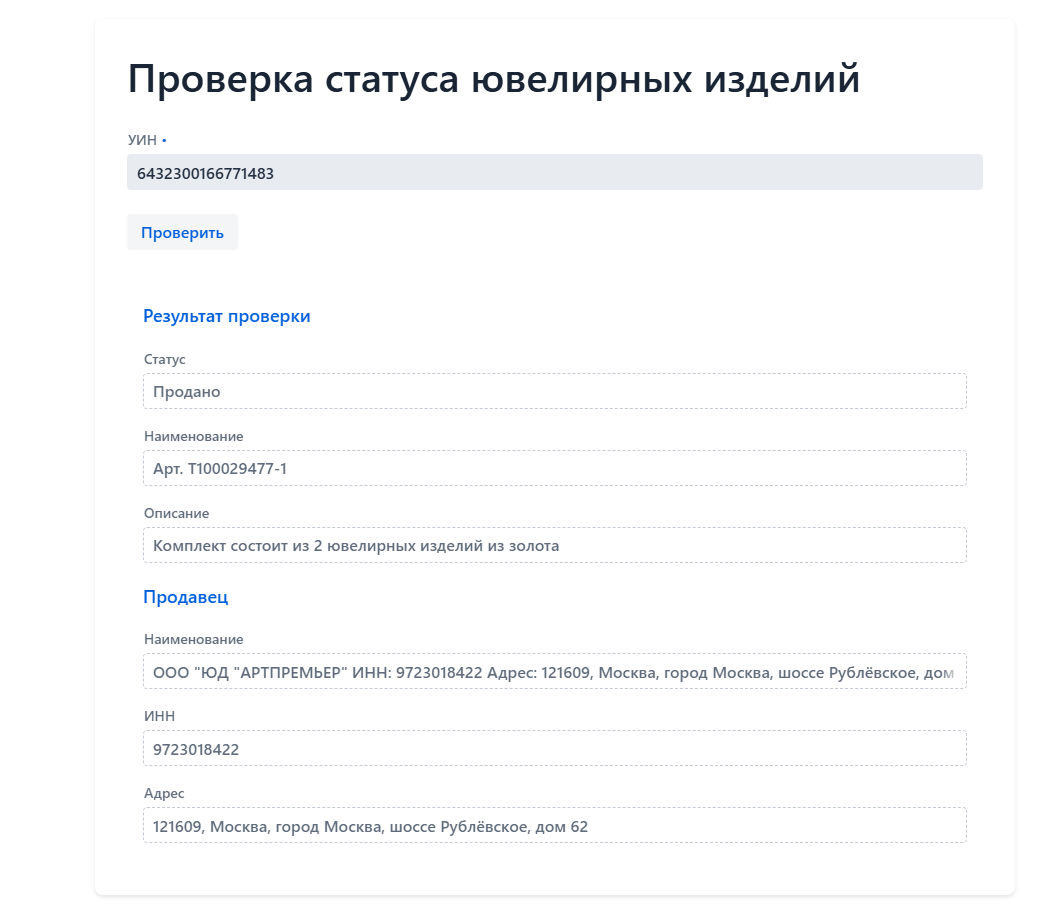 Проверка статуса ювелирных изделий
УИН •
6432300166771483
Проверить
Результат проверки
Статус
Продано
Наименование
Арт. Т100029477-1
Описание
Комплект состоит из 2 ювелирных изделий из золота
Продавец
Наименование
ООО "ЮД "АРТПРЕМЬЕР" ИНН: 9723018422 Адрес: 121609, Москва, город Москва, шоссе Рублёвское, дом
ИНН
9723018422
Адрес
121609, Москва, город Москва, шоссе Рублёвское, дом 62